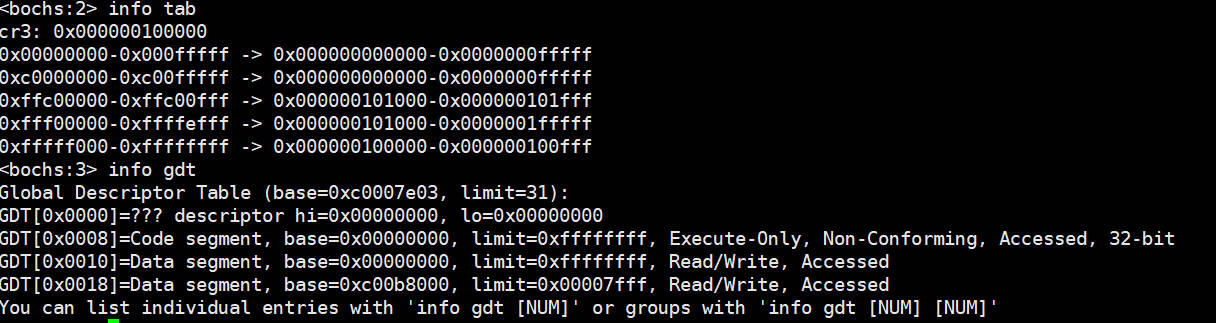 <bochs:2> info tab
cr3: 0x000000100000
0x00000000-0x000fffff -> 0x000000000000-0x0000000fffff
0xc0000000-0xc00fffff -> 0x000000000000-0x0000000fffff
0xffc00000-0xffc00fff -> 0x000000101000-0x000000101fff
0xfff00000-0xffffefff -> 0x000000101000-0x0000001fffff
0xfffff000-0xffffffff -> 0x000000100000-0x000000100fff
<bochs:3> info gdt
Global Descriptor Table (base=0xc0007e03, limit=31):
GDT[0x0000]=??? descriptor hi=0x00000000, lo=0x00000000
GDT[0x0008]=Code segment, base=0x00000000, limit=0xffffffff, Execute-Only, Non-Conforming, Accessed, 32-bit
GDT[0x0010]=Data segment, base=0x00000000, limit=0xffffffff, Read/Write, Accessed
GDT[0x0018]=Data segment, base=0xc00b8000, limit=0x00007fff, Read/Write, Accessed
You can list individual entries with 'info gdt [NUM]' or groups with 'info gdt [NUM] [NUM]'